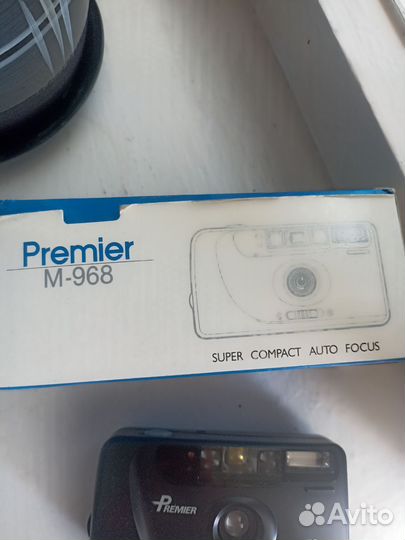 Premier
M-968
SUPER COMPACT AUTO FOCUS
PREMIER
Avito